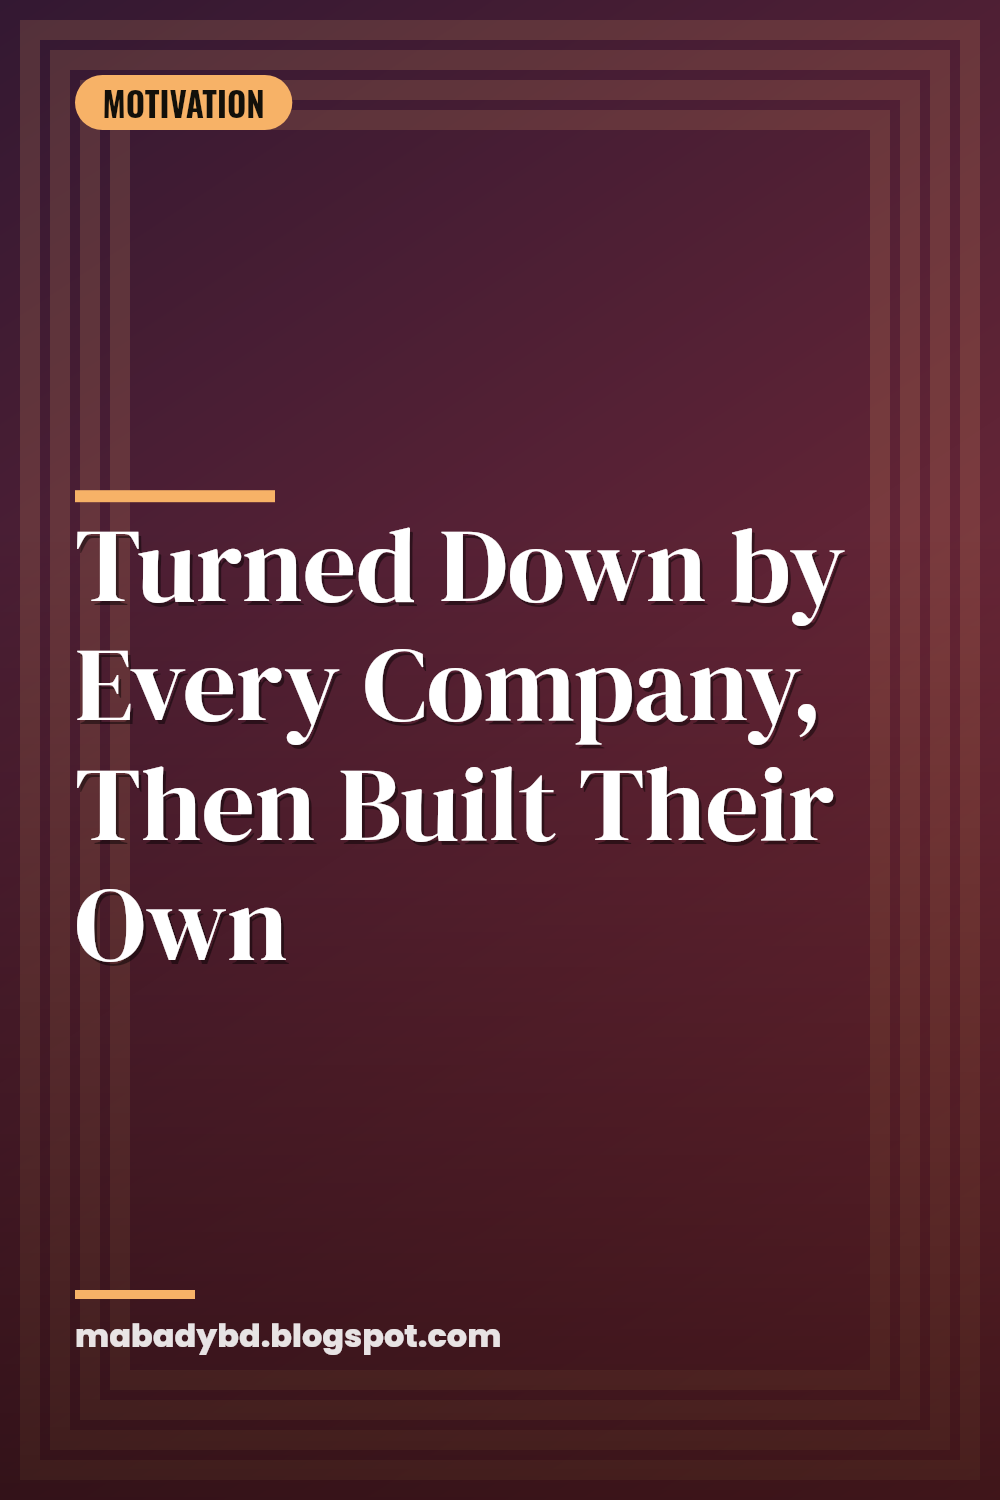 MOTIVATION
Turned Down by
Every Company,
Then Built Their
Own
mabadybd.blogspot.com